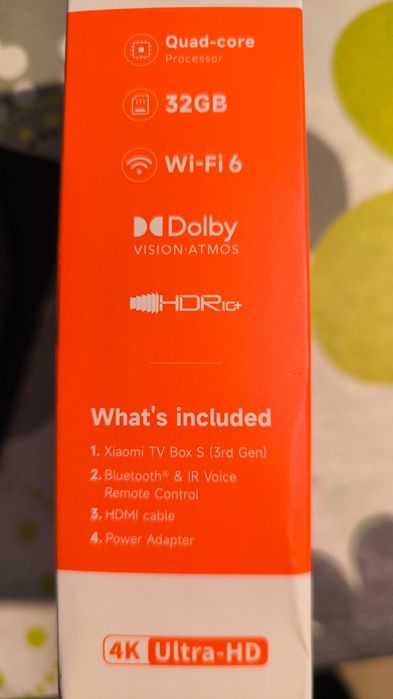 Quad-core
Processor
32GB
Wi-Fi 6
Dolby
VISION·ATMOS
HDR10+
What's included
1. Xiaomi TV Box S (3rd Gen)
2. Bluetooth® & IR Voice
Remote Control
3. HDMI cable
4. Power Adapter
4K Ultra-HD